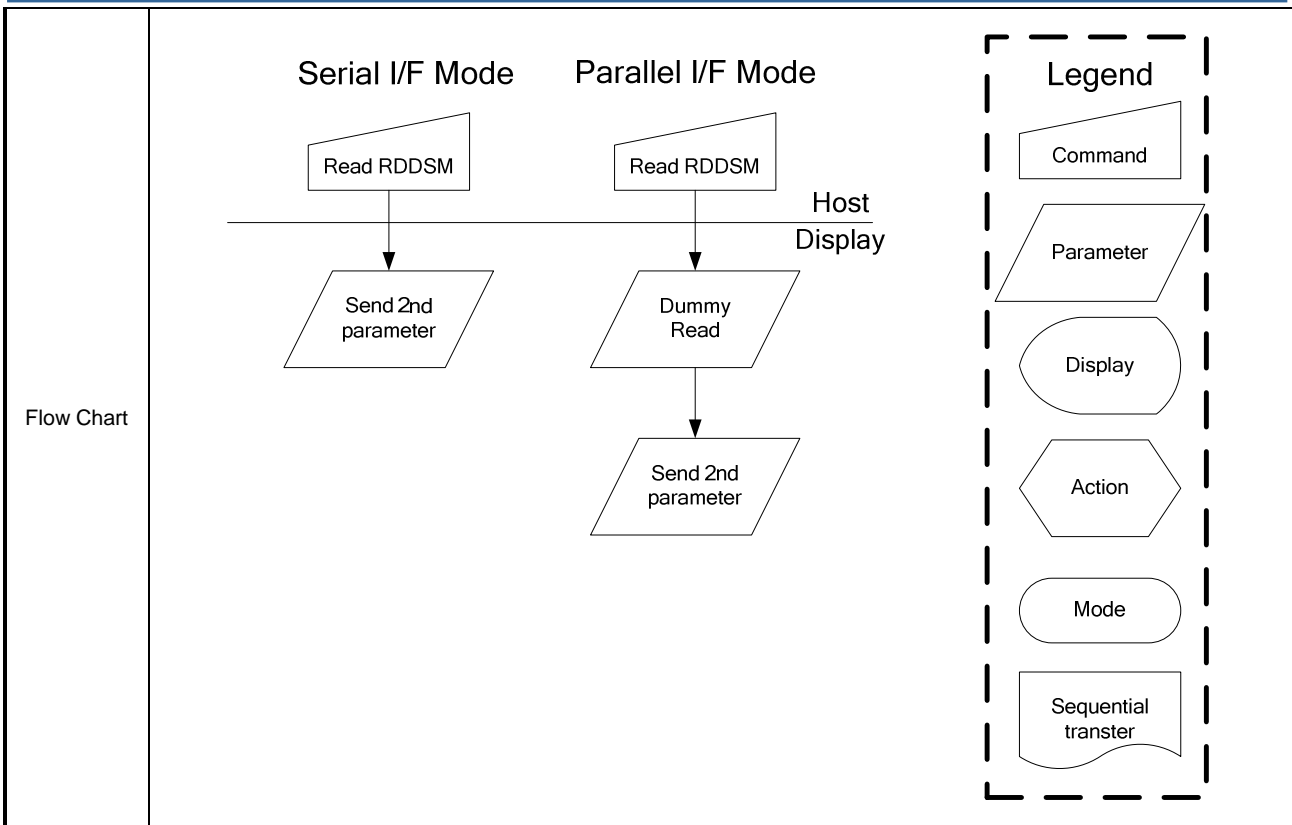 Flow Chart
Serial I/F Mode
Read RDDSM
Send 2nd
parameter
Parallel I/F Mode
Read RDDSM
Host
Display
Dummy
Read
Send 2nd
parameter
Legend
Command
Parameter
Display
Action
Mode
Sequential
transter